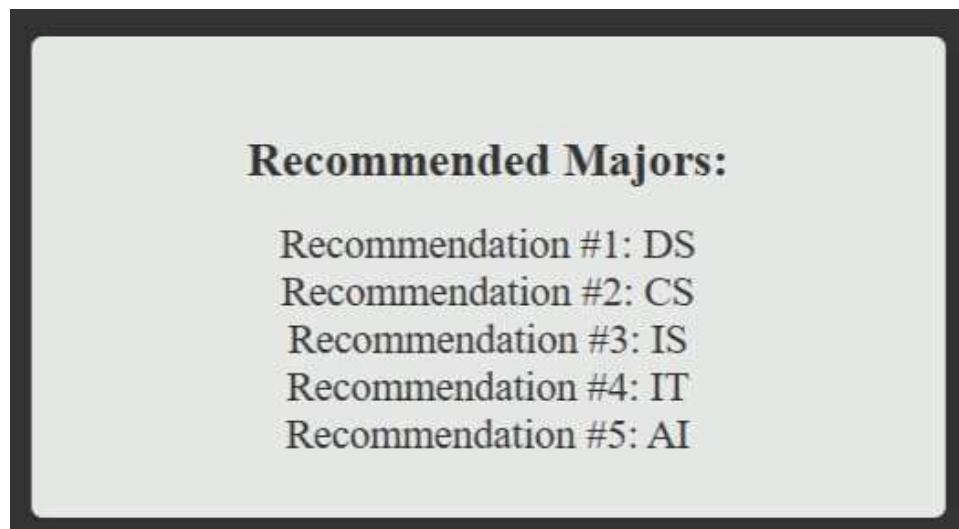 Recommended Majors:
Recommendation #1: DS
Recommendation #2: CS
Recommendation #3: IS
Recommendation #4: IT
Recommendation #5: AI